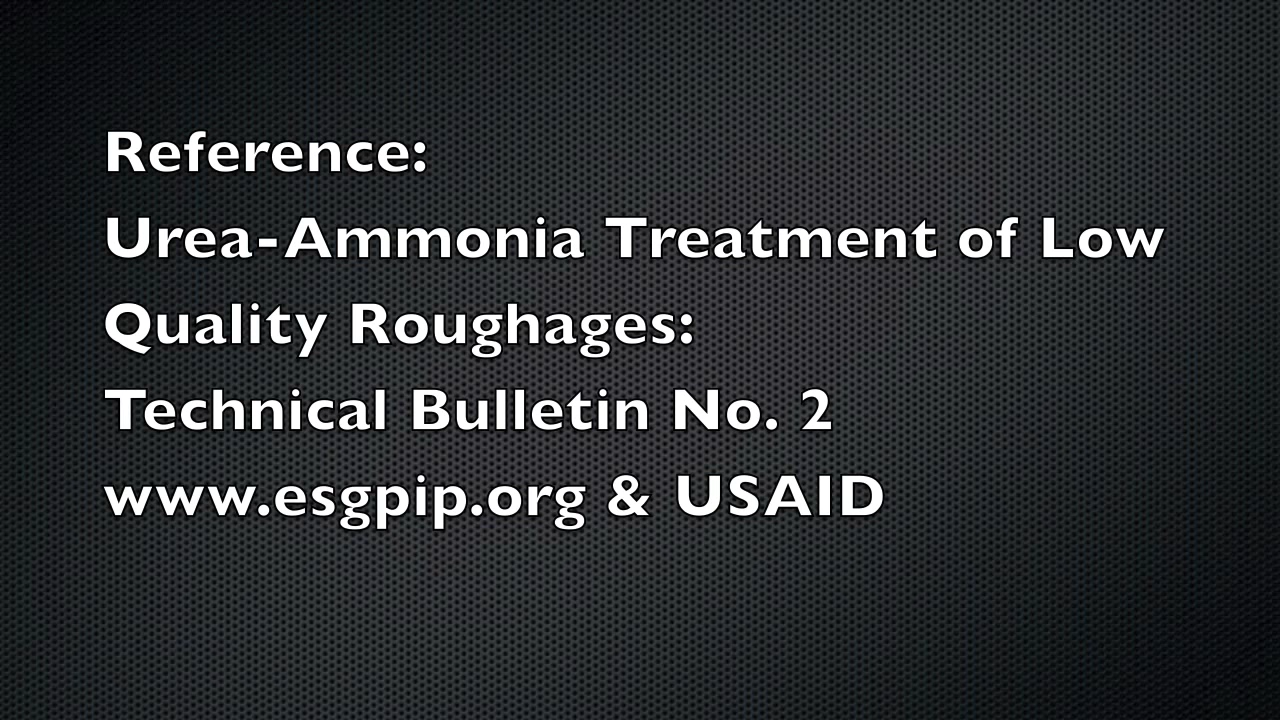 Reference:
Urea-Ammonia Treatment of Low
Quality Roughages:
Technical Bulletin No. 2
www.esgpip.org & USAID